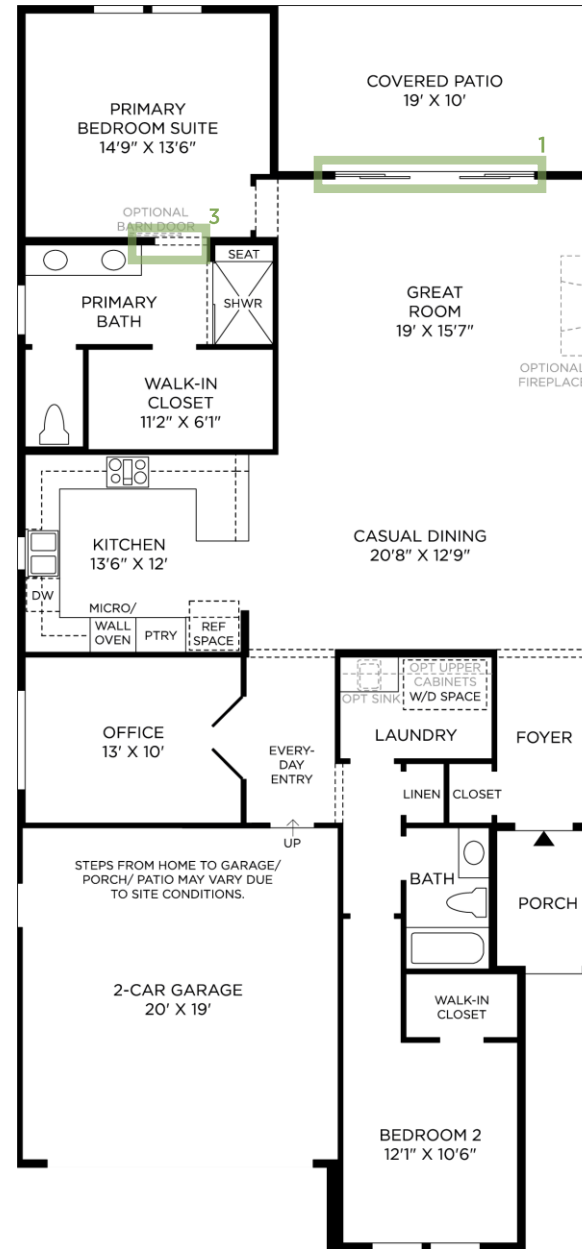 COVERED PATIO
19' X 10'
PRIMARY
BEDROOM SUITE
14'9" X 13'6"
1
OPTIONAL
BARN DOOR
3
SEAT
SHWR
PRIMARY
BATH
GREAT
ROOM
19' X 15'7"
OPTIONAL
FIREPLACE
WALK-IN
CLOSET
11'2" X 6'1"
KITCHEN
13'6" X 12'
CASUAL DINING
20'8" X 12'9"
DW
MICRO/
WALL
OVEN
PTRY
REF
SPACE
OPT SINK
OPT UPPER
CABINETS
W/D SPACE
LAUNDRY
OFFICE
13' X 10'
EVERY-
DAY
ENTRY
FOYER
LINEN
CLOSET
UP
STEPS FROM HOME TO GARAGE/
PORCH/ PATIO MAY VARY DUE
TO SITE CONDITIONS.
BATH
PORCH
2-CAR GARAGE
20' X 19'
WALK-IN
CLOSET
BEDROOM 2
12'1" X 10'6"